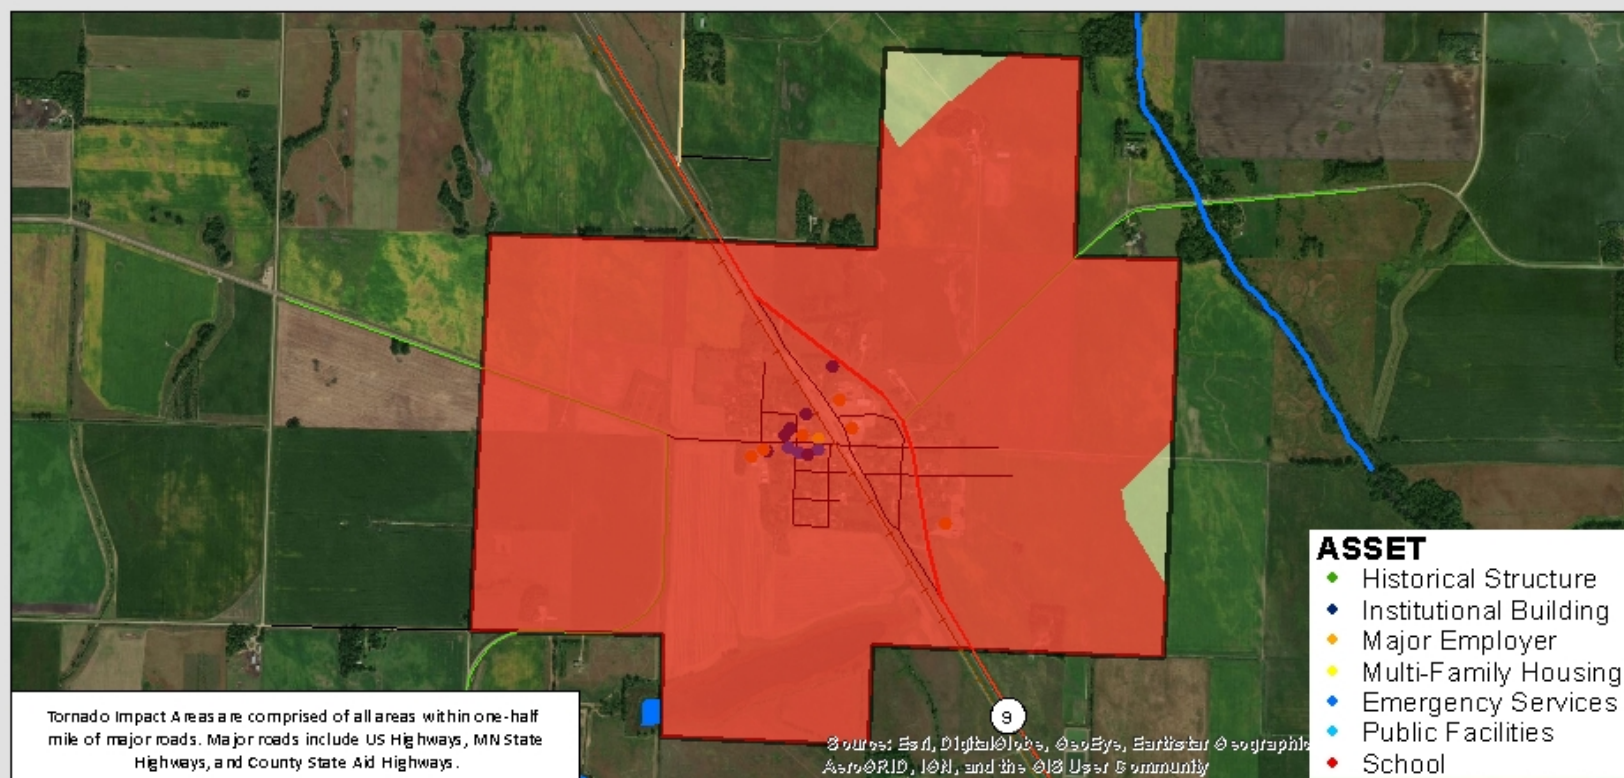 ASSET
Historical Structure
Institutional Building
Major Employer
Multi-Family Housing
Emergency Services
Public Facilities
School
Tornado Impact Areas are comprised of all areas within one-half
mile of major roads. Major roads include US Highways, MN State
Highways, and County State Aid Highways.
9
Source: Esri, DigitalGlobe, GeoEye, Earthstar Geographic
AeroGRID, IGN, and the GIS User Community